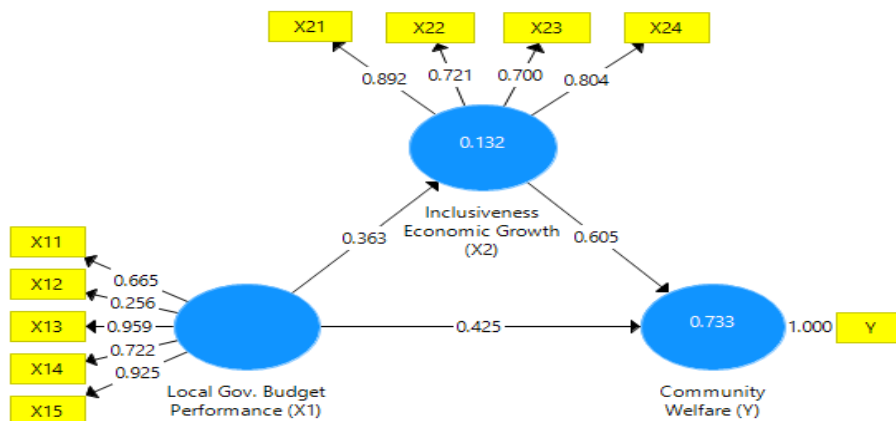 X21
X22
X23
X24
0.892
0.721
0.700
0.804
0.132
Inclusiveness
Economic Growth
(X2)
0.363
0.605
X11
X12
X13
X14
X15
0.665
0.256
0.959
0.722
0.925
Local Gov. Budget
Performance (X1)
0.425
0.733
1.000
Y
Community
Welfare (Y)